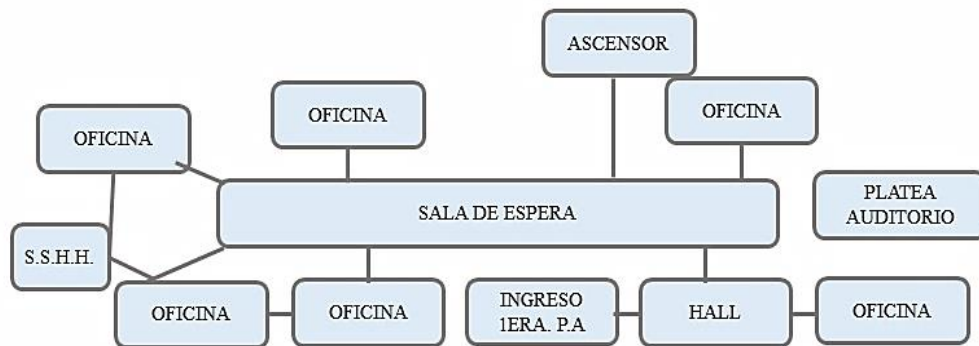 ASCENSOR
OFICINA
OFICINA
OFICINA
SALA DE ESPERA
PLATEA
AUDITORIO
S.S.H.H.
OFICINA
OFICINA
INGRESO
1ERA. P.A
HALL
OFICINA